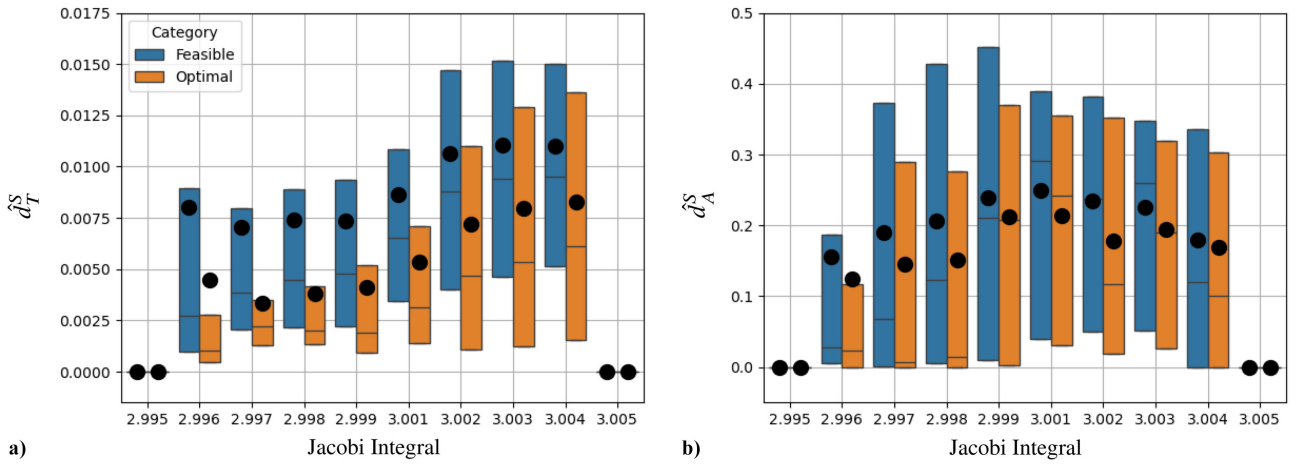 0.0175
0.0150
0.0125
0.0100
0.0075
0.0050
0.0025
0.0000
d̂ˢ_T
Category
Feasible
Optimal
2.995 2.996 2.997 2.998 2.999 3.001 3.002 3.003 3.004 3.005
a) Jacobi Integral
0.5
0.4
0.3
0.2
0.1
0.0
d̂ˢ_A
2.995 2.996 2.997 2.998 2.999 3.001 3.002 3.003 3.004 3.005
b) Jacobi Integral